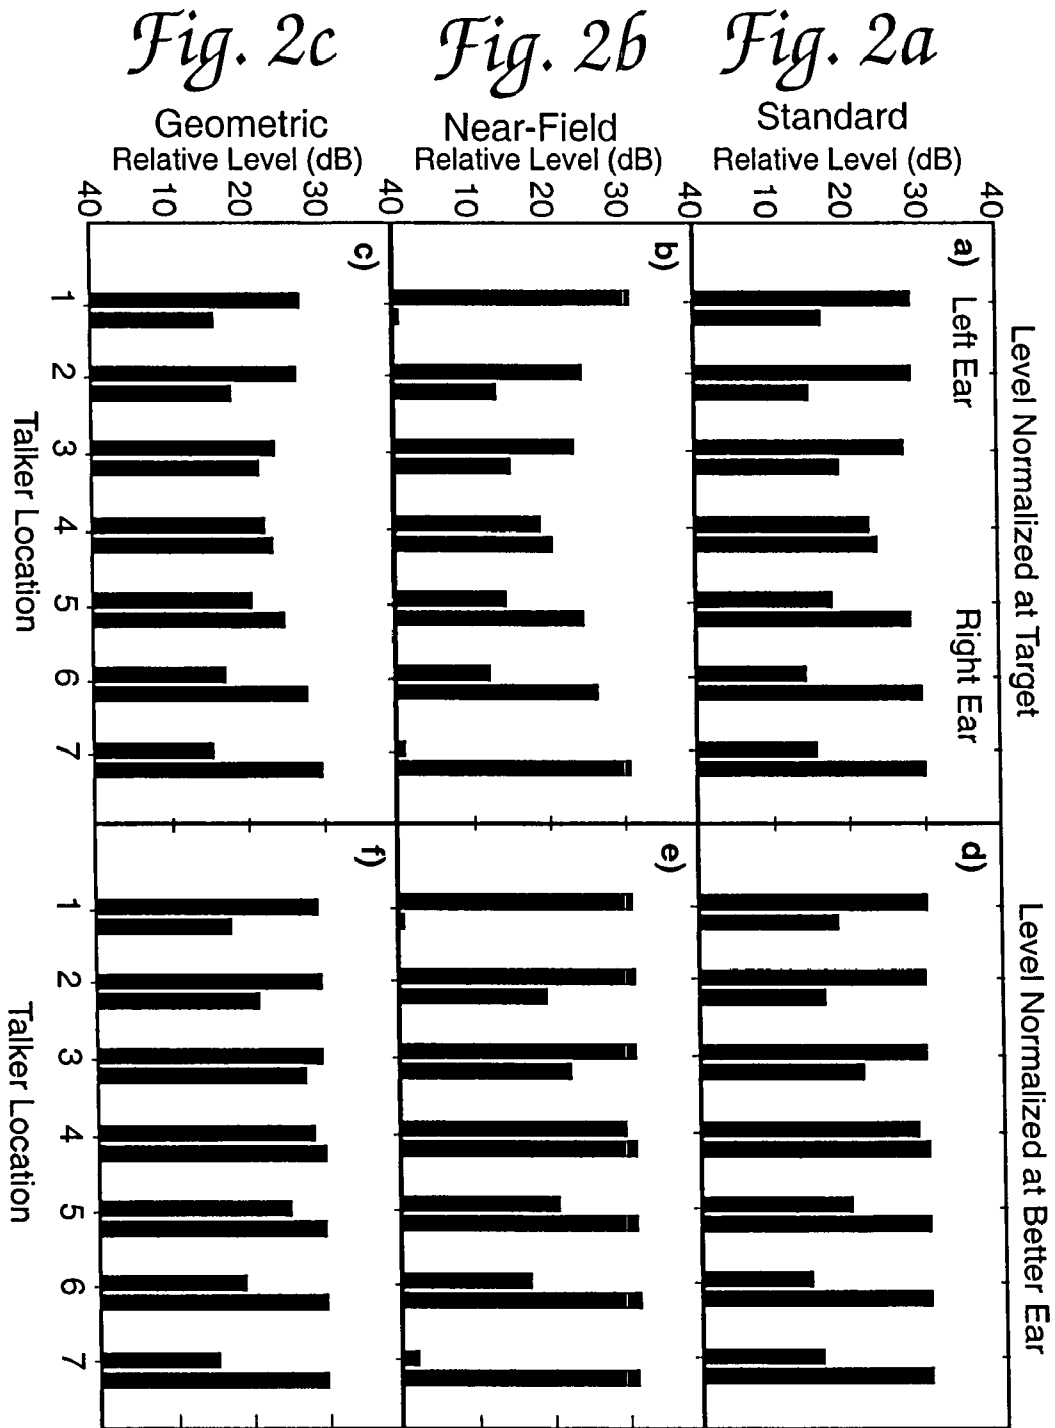 Fig. 2a
Fig. 2b
Fig. 2c
Level Normalized at Target
Level Normalized at Better Ear
Standard
Relative Level (dB)
40
30
20
10
40
a)
Left Ear
Right Ear
d)
Near-Field
Relative Level (dB)
30
20
10
40
b)
e)
Geometric
Relative Level (dB)
30
20
10
40
c)
f)
1 2 3 4 5 6 7
Talker Location
1 2 3 4 5 6 7
Talker Location